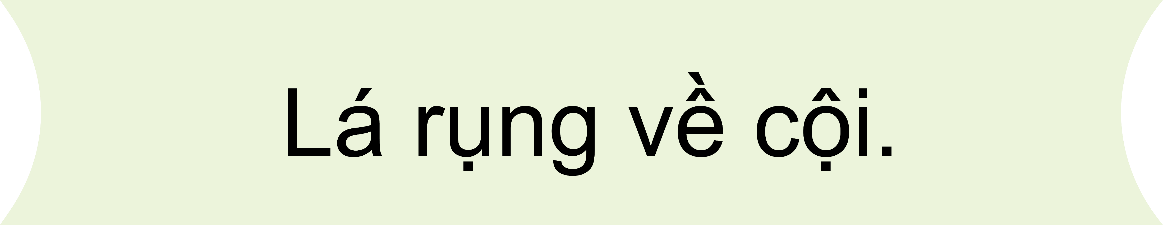 Lá rụng về cội.